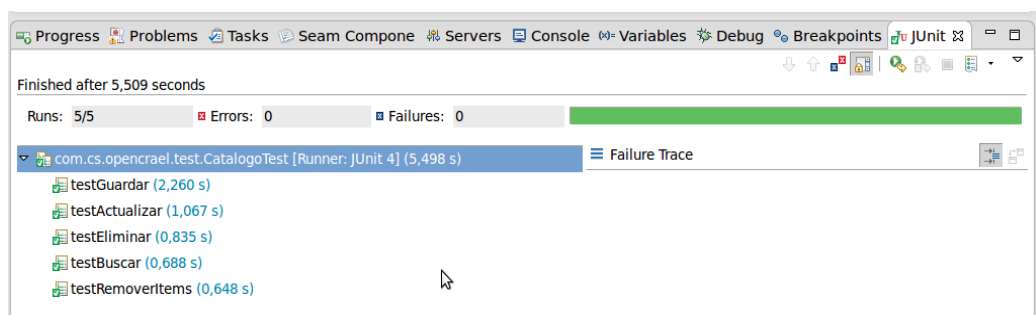 Progress Problems Tasks Seam Compone Servers Console (x)= Variables Debug Breakpoints JUnit
Finished after 5,509 seconds
Runs: 5/5 Errors: 0 Failures: 0
com.cs.opencrael.test.CatalogoTest [Runner: JUnit 4] (5,498 s)
Failure Trace
testGuardar (2,260 s)
testActualizar (1,067 s)
testEliminar (0,835 s)
testBuscar (0,688 s)
testRemoverItems (0,648 s)